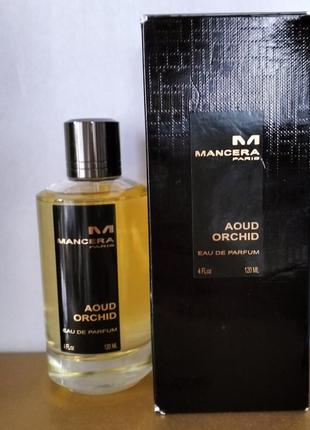 MANCERA
PARIS
AOUD
ORCHID
EAU DE PARFUM
4 Fl.oz 120 ML
MANCERA
PARIS
AOUD
ORCHID
EAU DE PARFUM
4 Fl.oz 120 ML